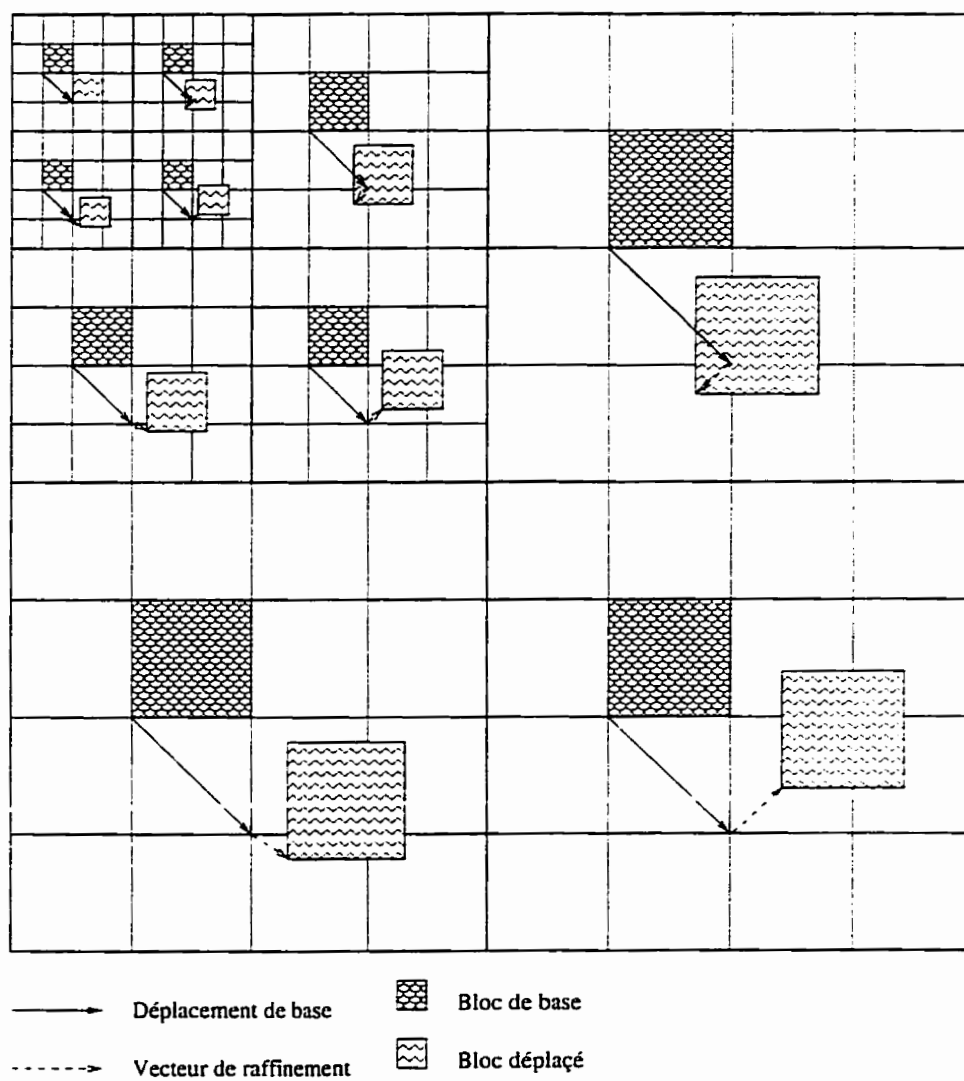 Déplacement de base
Bloc de base
Vecteur de raffinement
Bloc déplaçé